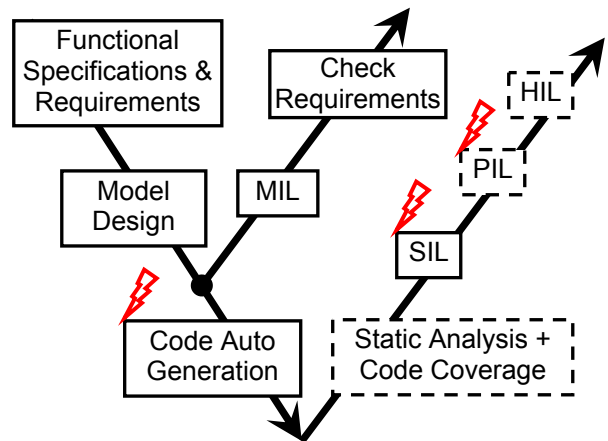 Functional
Specifications &
Requirements
Check
Requirements
HIL
PIL
Model
Design
MIL
SIL
Code Auto
Generation
Static Analysis +
Code Coverage